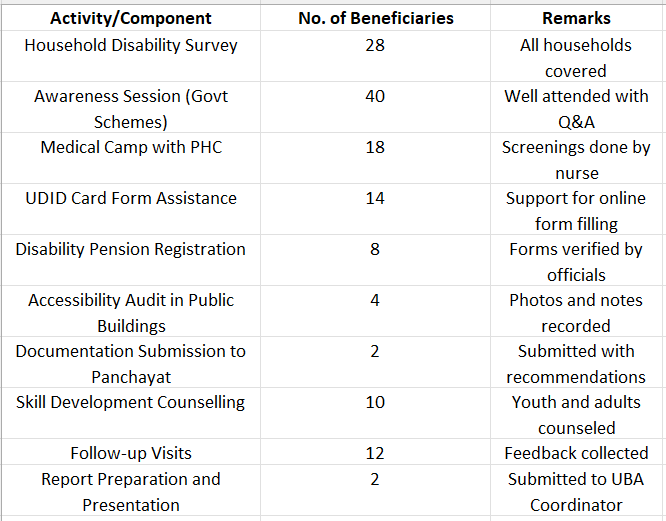 Activity/Component No. of Beneficiaries Remarks
Household Disability Survey 28 All households
covered
Awareness Session (Govt 40 Well attended with
Schemes) Q&A
Medical Camp with PHC 18 Screenings done by
nurse
UDID Card Form Assistance 14 Support for online
form filling
Disability Pension Registration 8 Forms verified by
officials
Accessibility Audit in Public 4 Photos and notes
Buildings recorded
Documentation Submission to 2 Submitted with
Panchayat recommendations
Skill Development Counselling 10 Youth and adults
counseled
Follow-up Visits 12 Feedback collected
Report Preparation and 2 Submitted to UBA
Presentation Coordinator